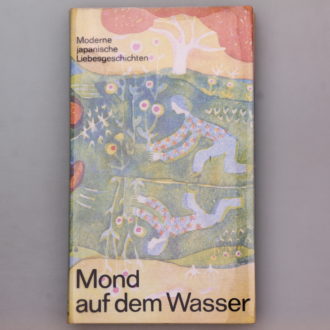 Moderne
japanische
Liebesgeschichten
Mond
auf dem Wasser